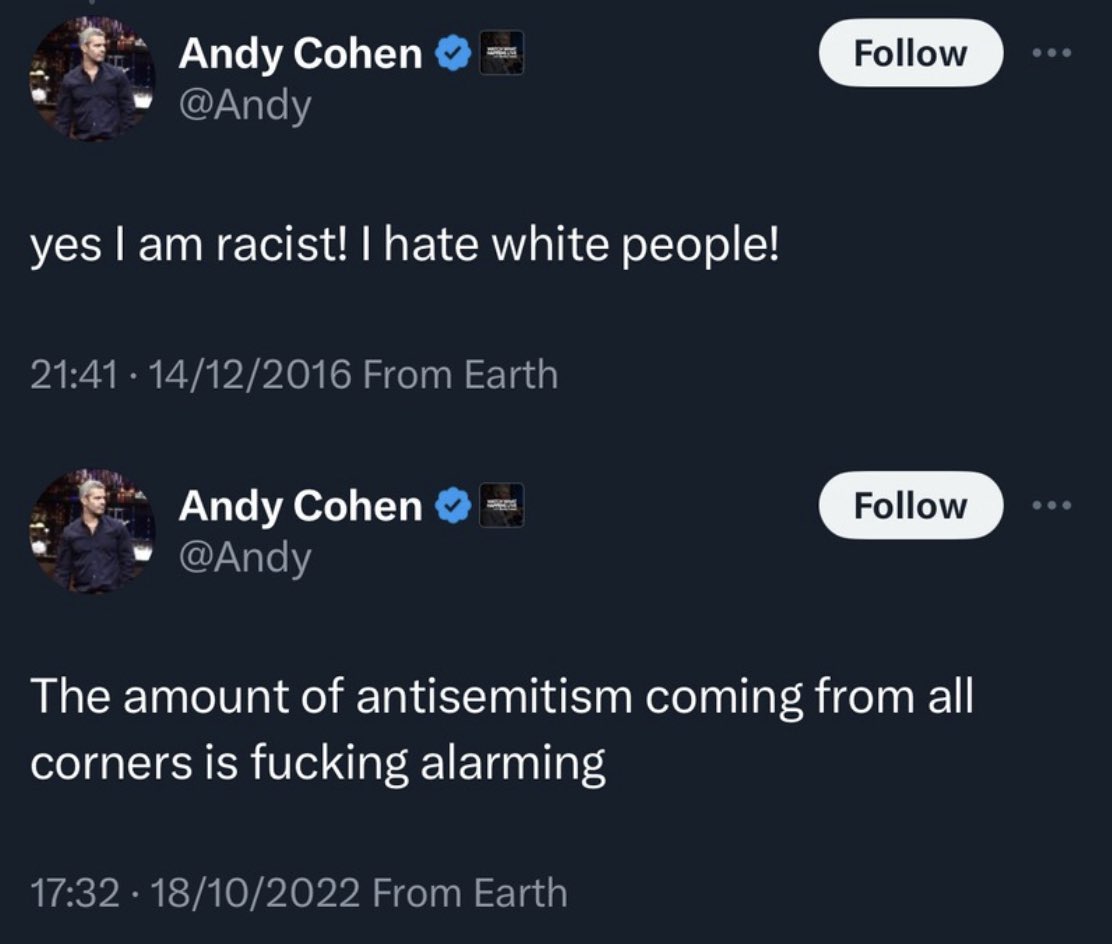 Andy Cohen
Follow
@Andy
yes I am racist! I hate white people!
21:41 · 14/12/2016 From Earth
Andy Cohen
Follow
@Andy
The amount of antisemitism coming from all
corners is fucking alarming
17:32 · 18/10/2022 From Earth